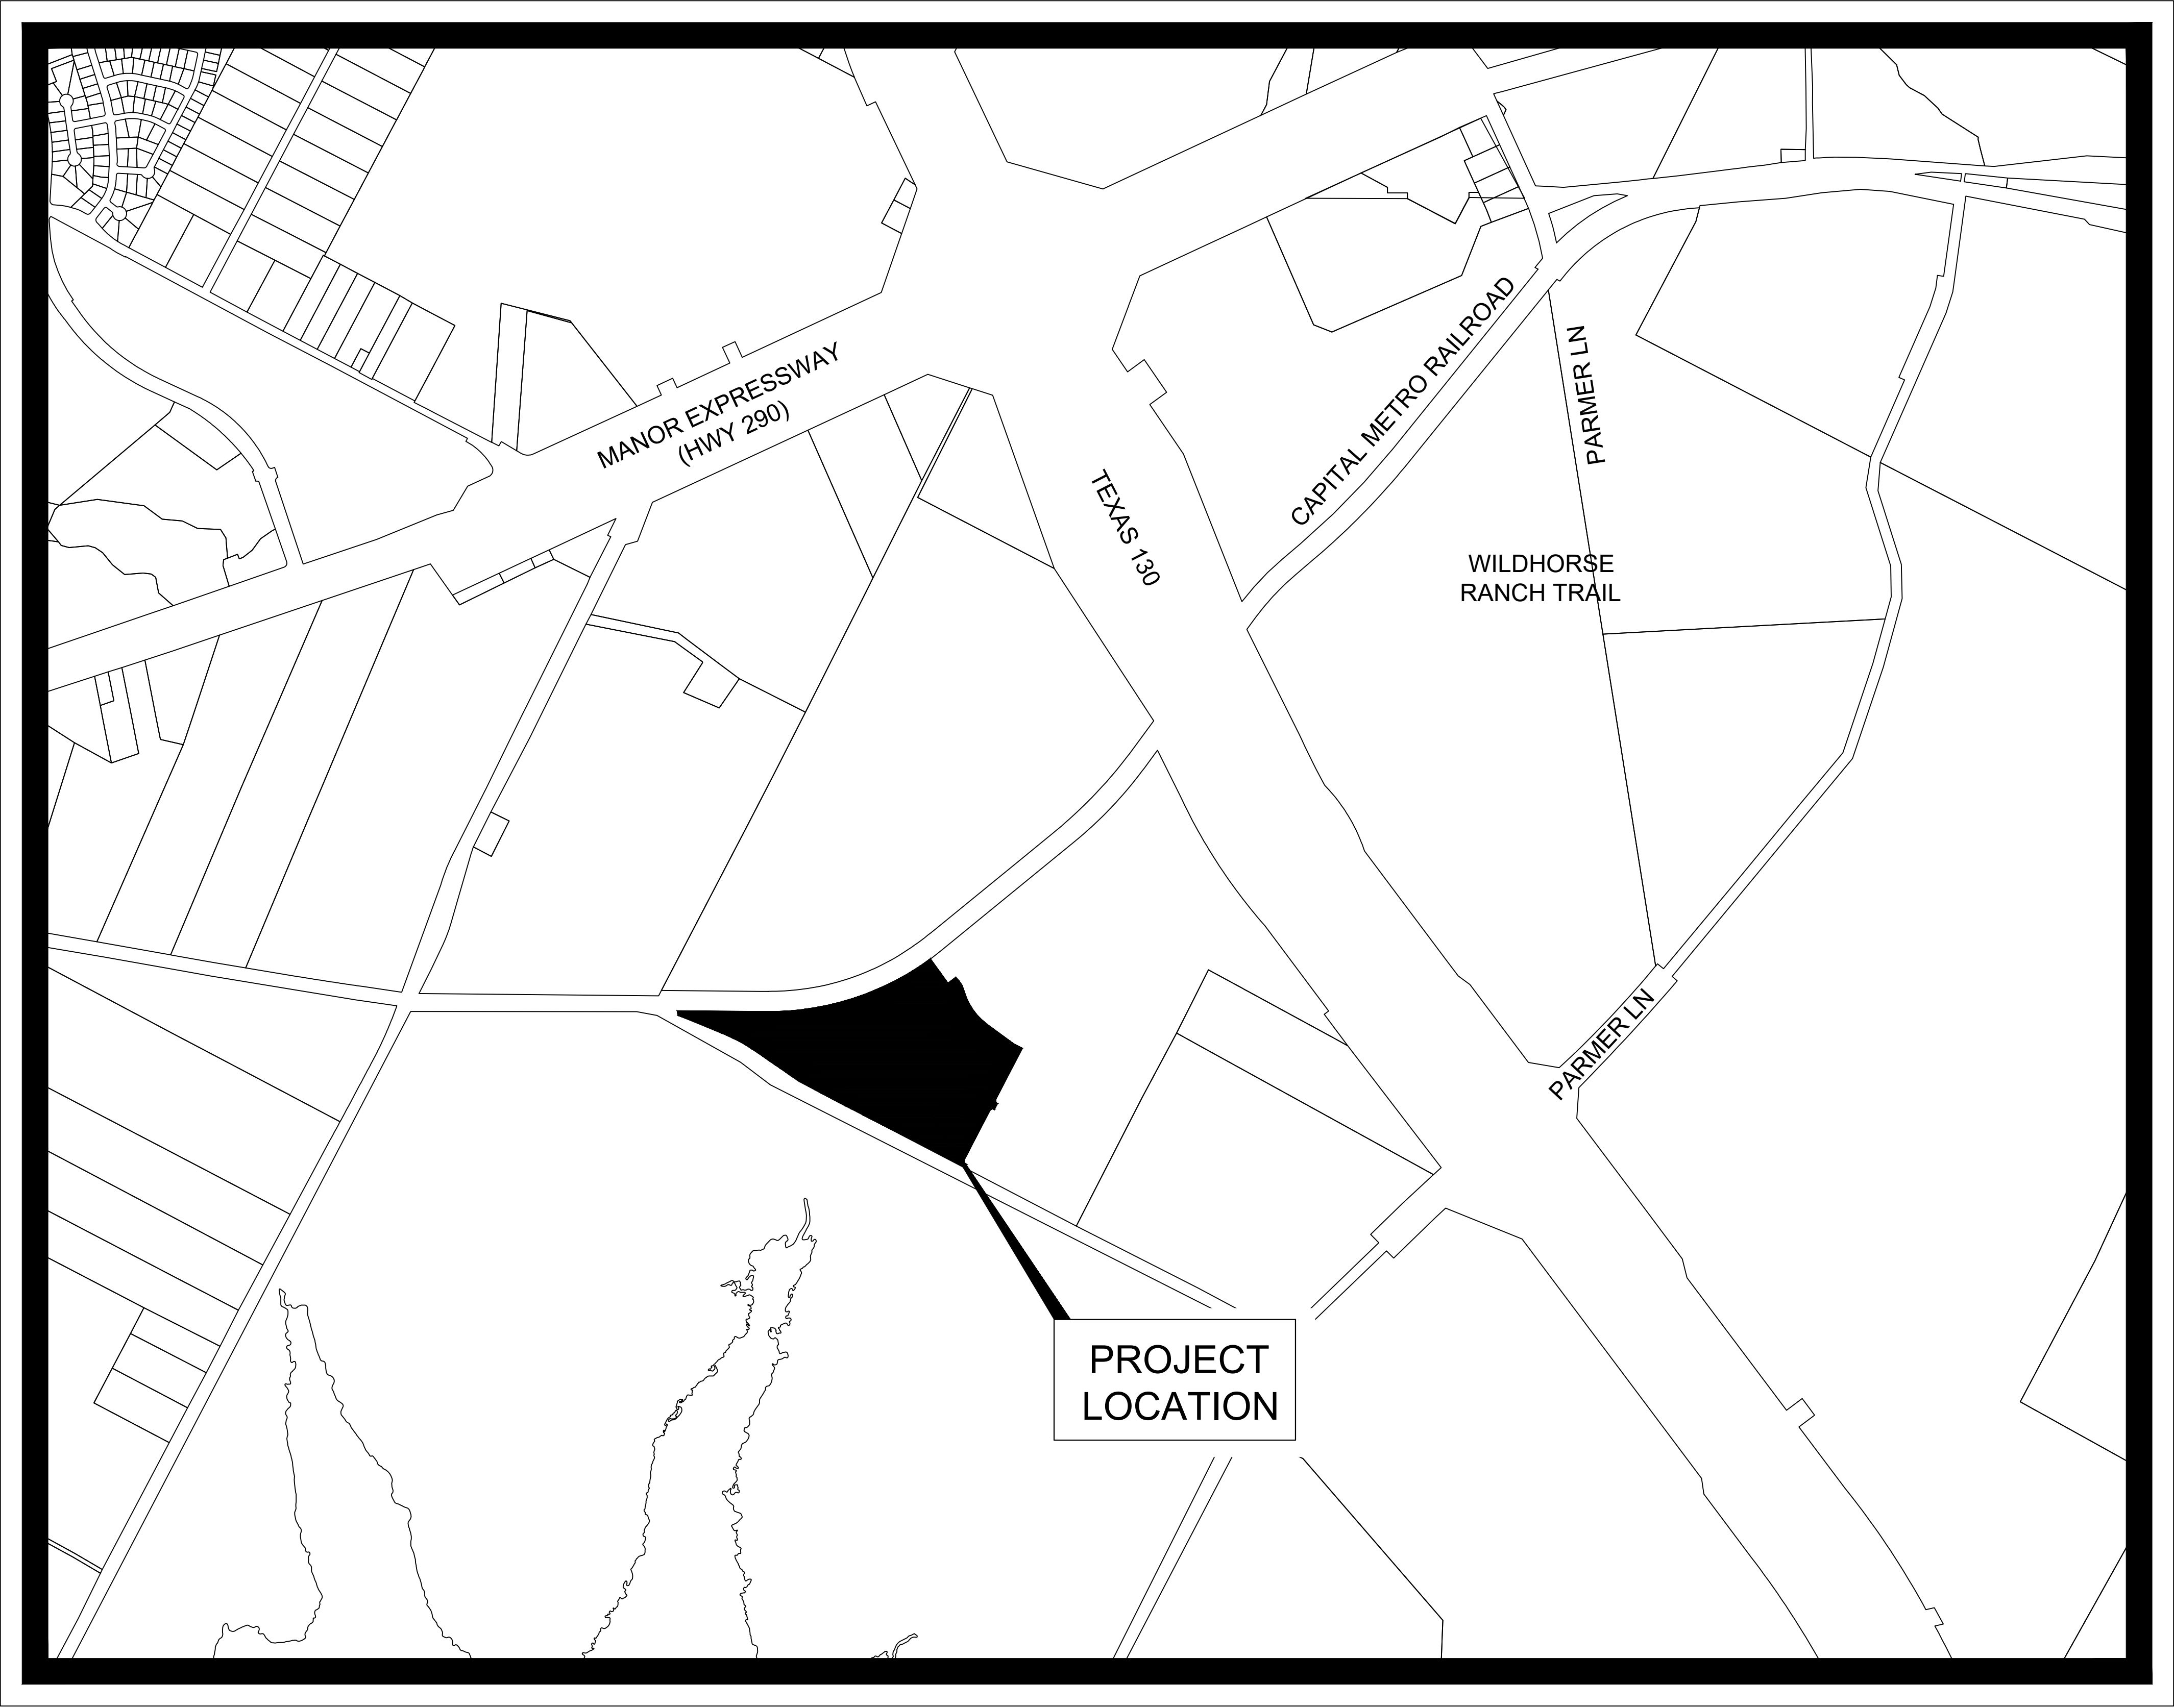 MANOR EXPRESSWAY
(HWY 290)
TEXAS 130
CAPITAL METRO RAILROAD
PARMER LN
WILDHORSE
RANCH TRAIL
PARMER LN
PROJECT
LOCATION